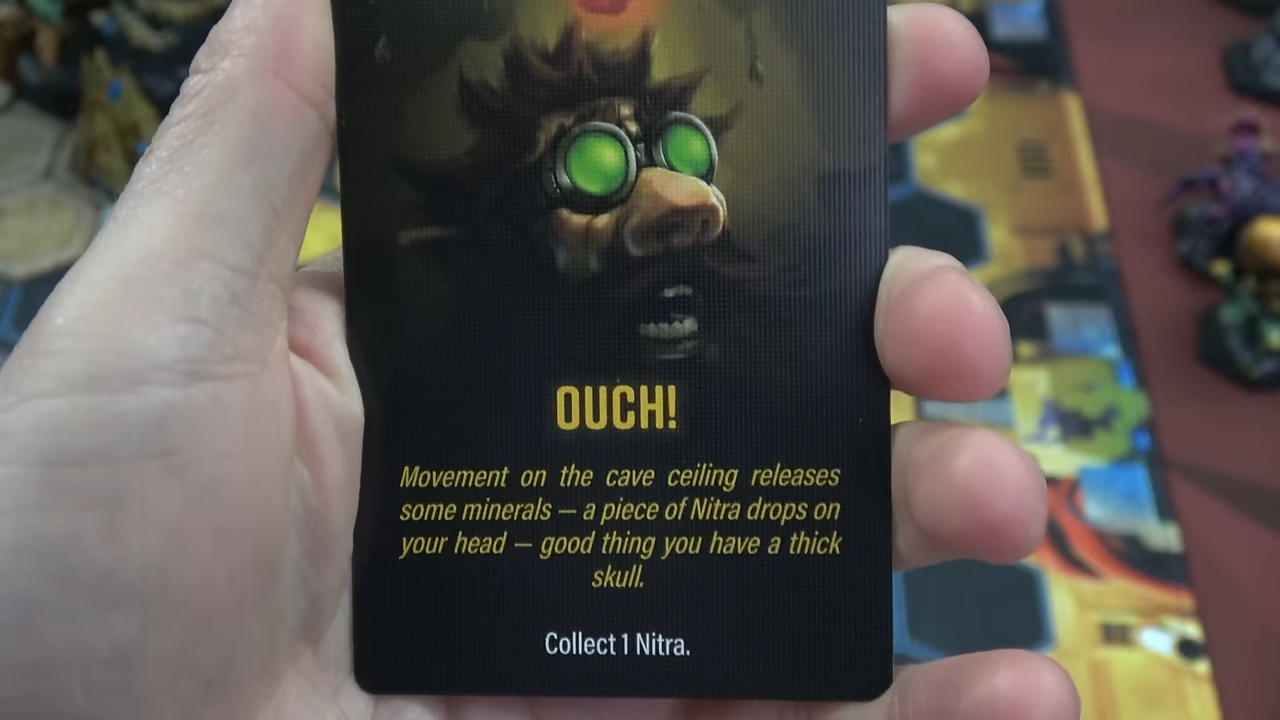 OUCH!
Movement on the cave ceiling releases
some minerals — a piece of Nitra drops on
your head — good thing you have a thick
skull.
Collect 1 Nitra.